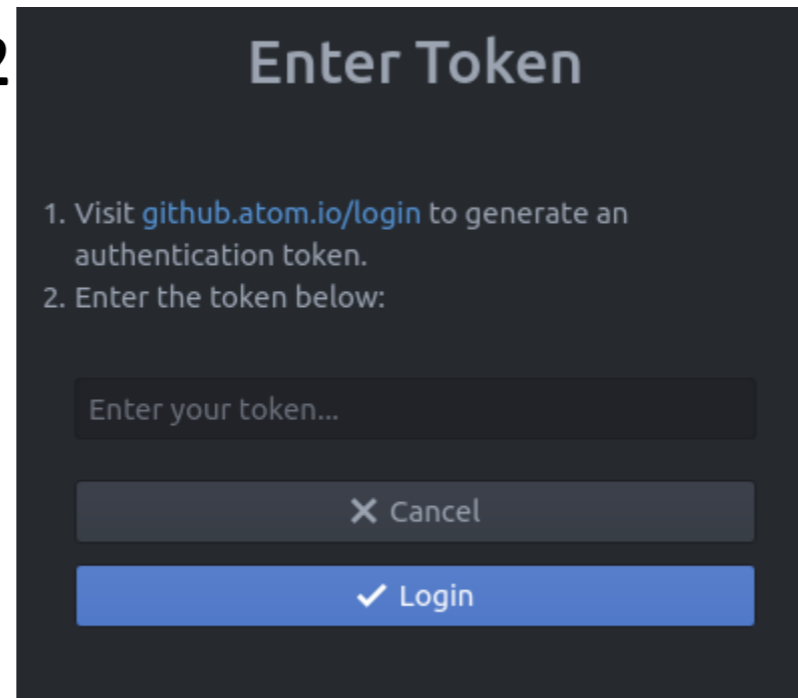 2
Enter Token
1. Visit github.atom.io/login to generate an
authentication token.
2. Enter the token below:
Enter your token...
Cancel
Login